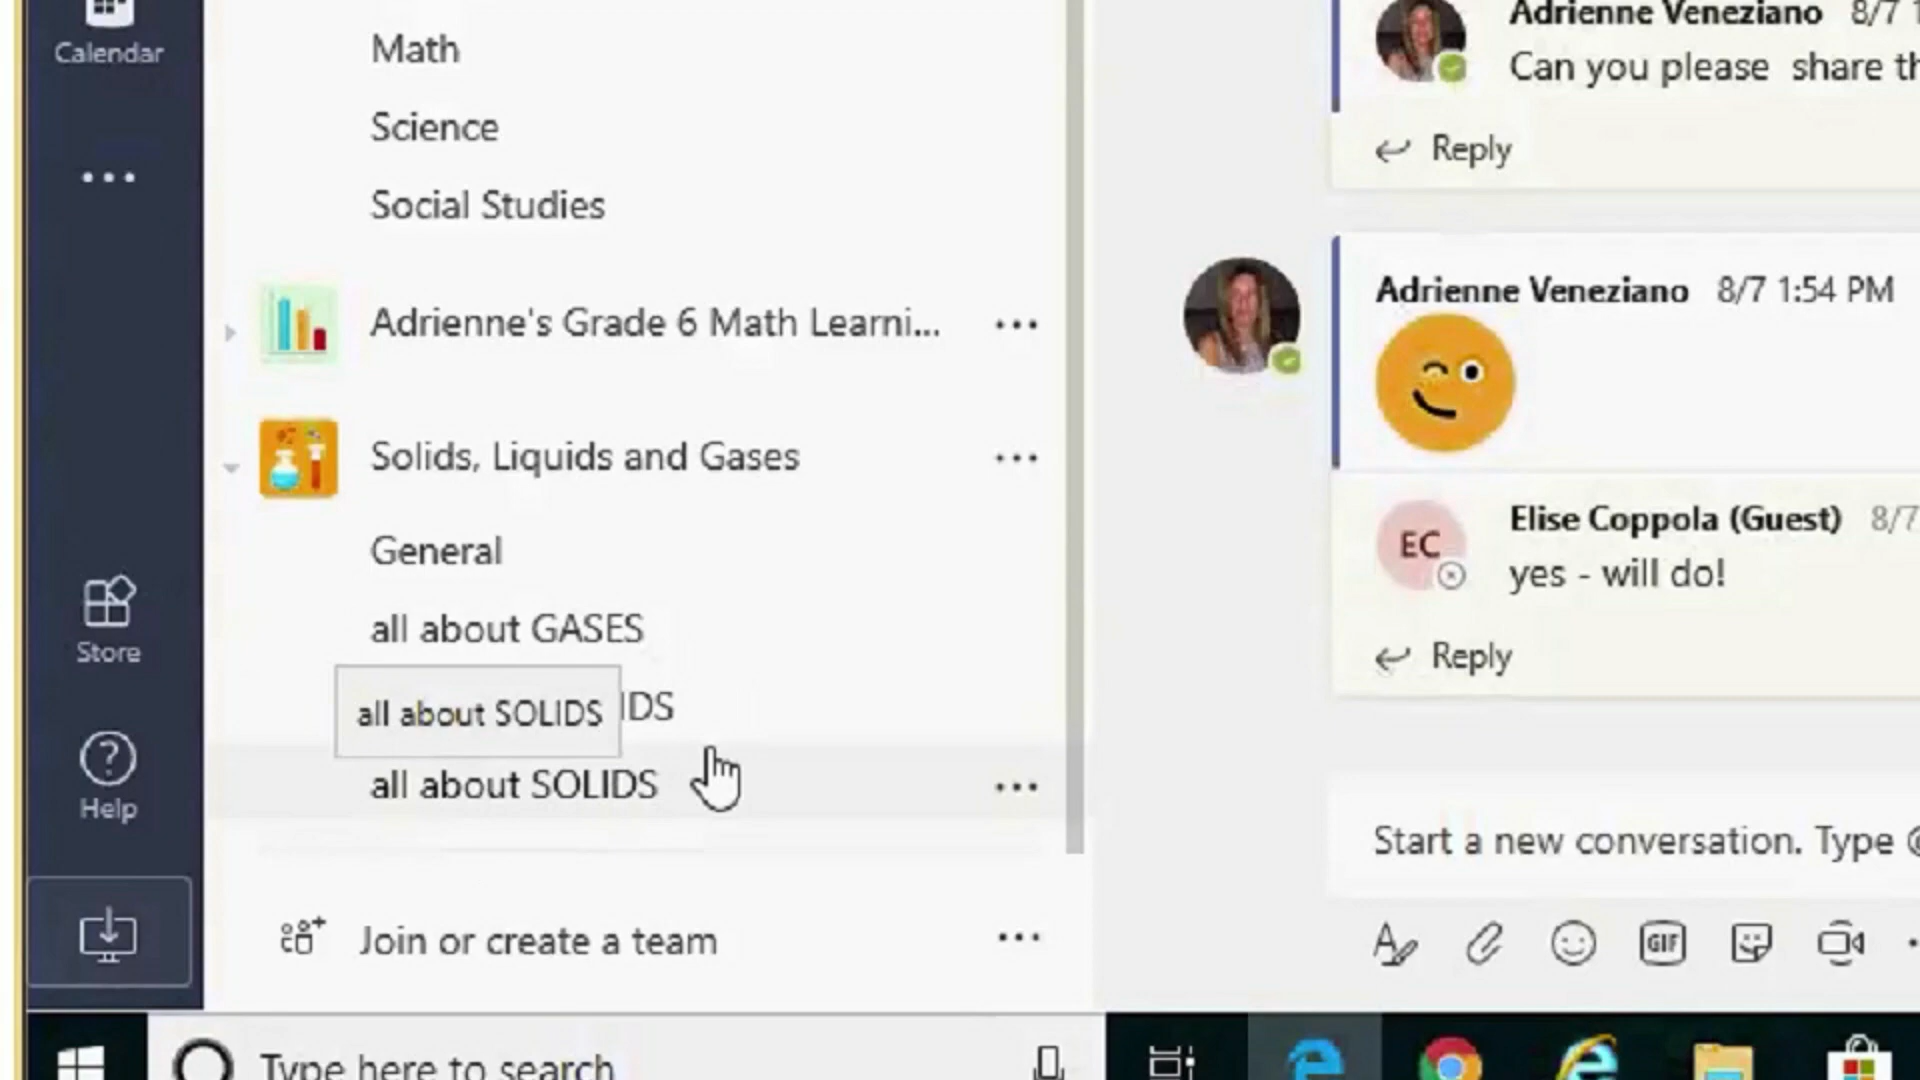 Calendar
Math
Science
Social Studies
Adrienne's Grade 6 Math Learni...
Solids, Liquids and Gases
General
all about GASES
all about SOLIDS
IDS
all about SOLIDS
Join or create a team
Store
Help
Adrienne Veneziano 8/7 1
Can you please share th
Reply
Adrienne Veneziano 8/7 1:54 PM
EC
Elise Coppola (Guest) 8/7
yes - will do!
Reply
Start a new conversation. Type @
GIF
Type here to search